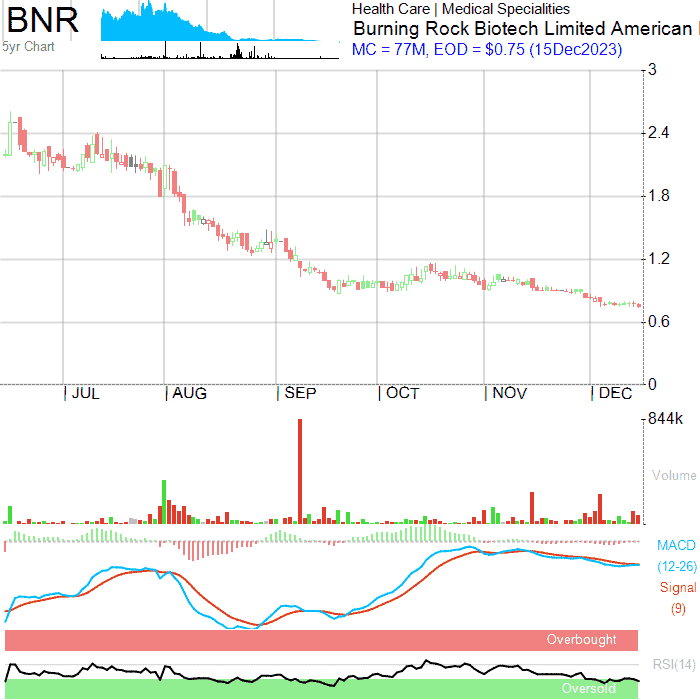 BNR
5yr Chart
Health Care | Medical Specialities
Burning Rock Biotech Limited American
MC = 77M, EOD = $0.75 (15Dec2023)
3
2.4
1.8
1.2
0.6
0
JUL
AUG
SEP
OCT
NOV
DEC
844k
Volume
MACD
(12-26)
Signal
(9)
Overbought
RSI(14)
Oversold